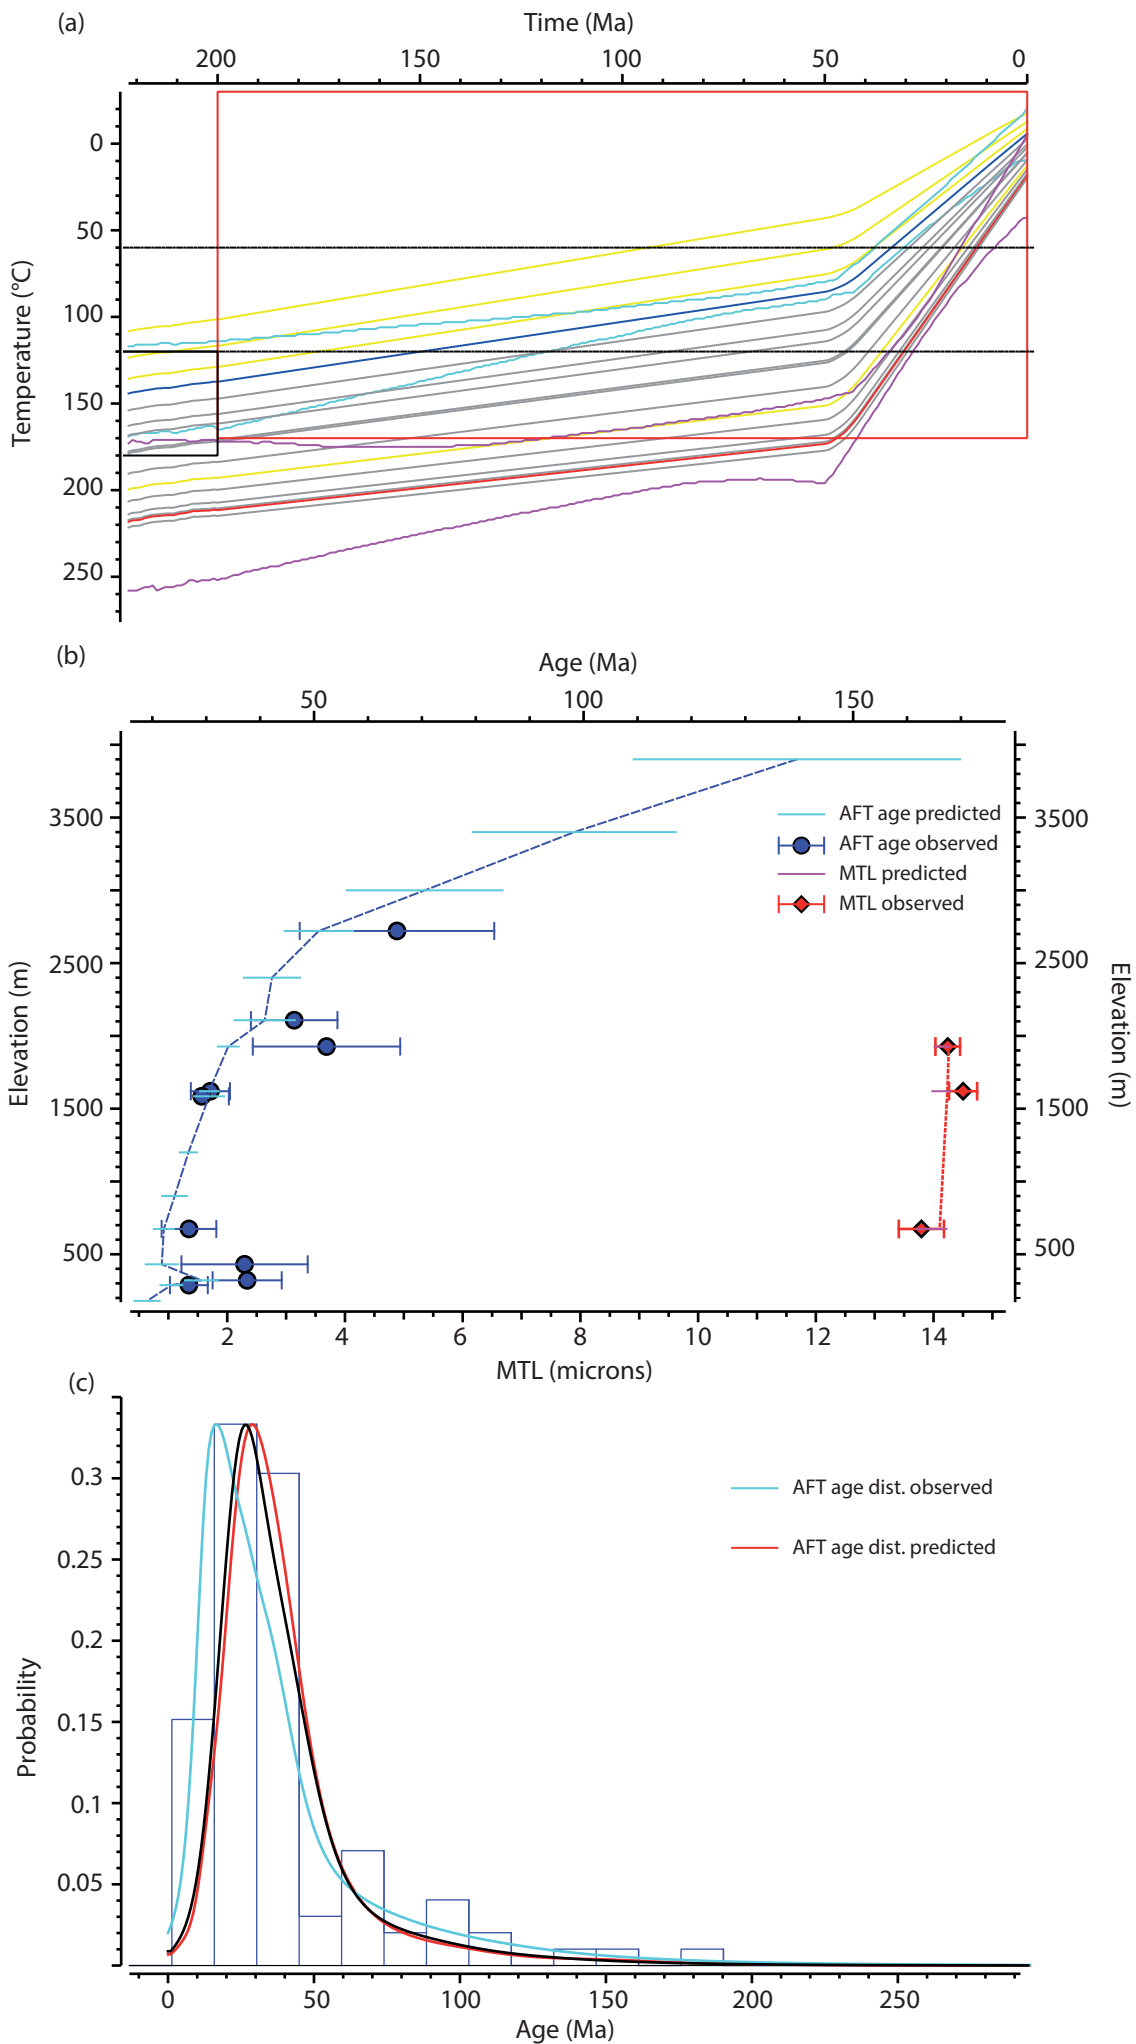 (a)
Time (Ma)
200 150 100 50 0
Temperature (°C)
0
50
100
150
200
250
(b)
Age (Ma)
50 100 150
Elevation (m)
3500 3500
2500 2500
1500 1500
500 500
Elevation (m)
AFT age predicted
AFT age observed
MTL predicted
MTL observed
2 4 6 8 10 12 14
MTL (microns)
(c)
Probability
0.3
0.25
0.2
0.15
0.1
0.05
AFT age dist. observed
AFT age dist. predicted
0 50 100 150 200 250
Age (Ma)